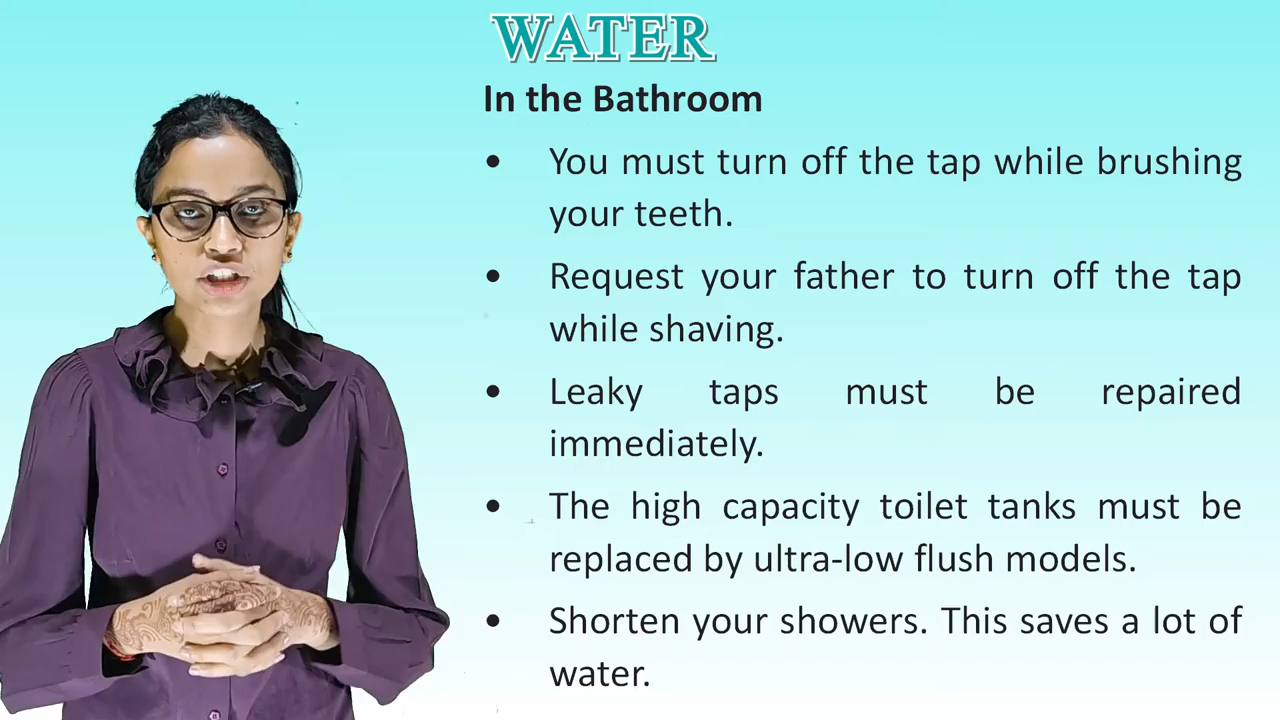 WATER
In the Bathroom
• You must turn off the tap while brushing
your teeth.
• Request your father to turn off the tap
while shaving.
• Leaky taps must be repaired
immediately.
• The high capacity toilet tanks must be
replaced by ultra-low flush models.
• Shorten your showers. This saves a lot of
water.